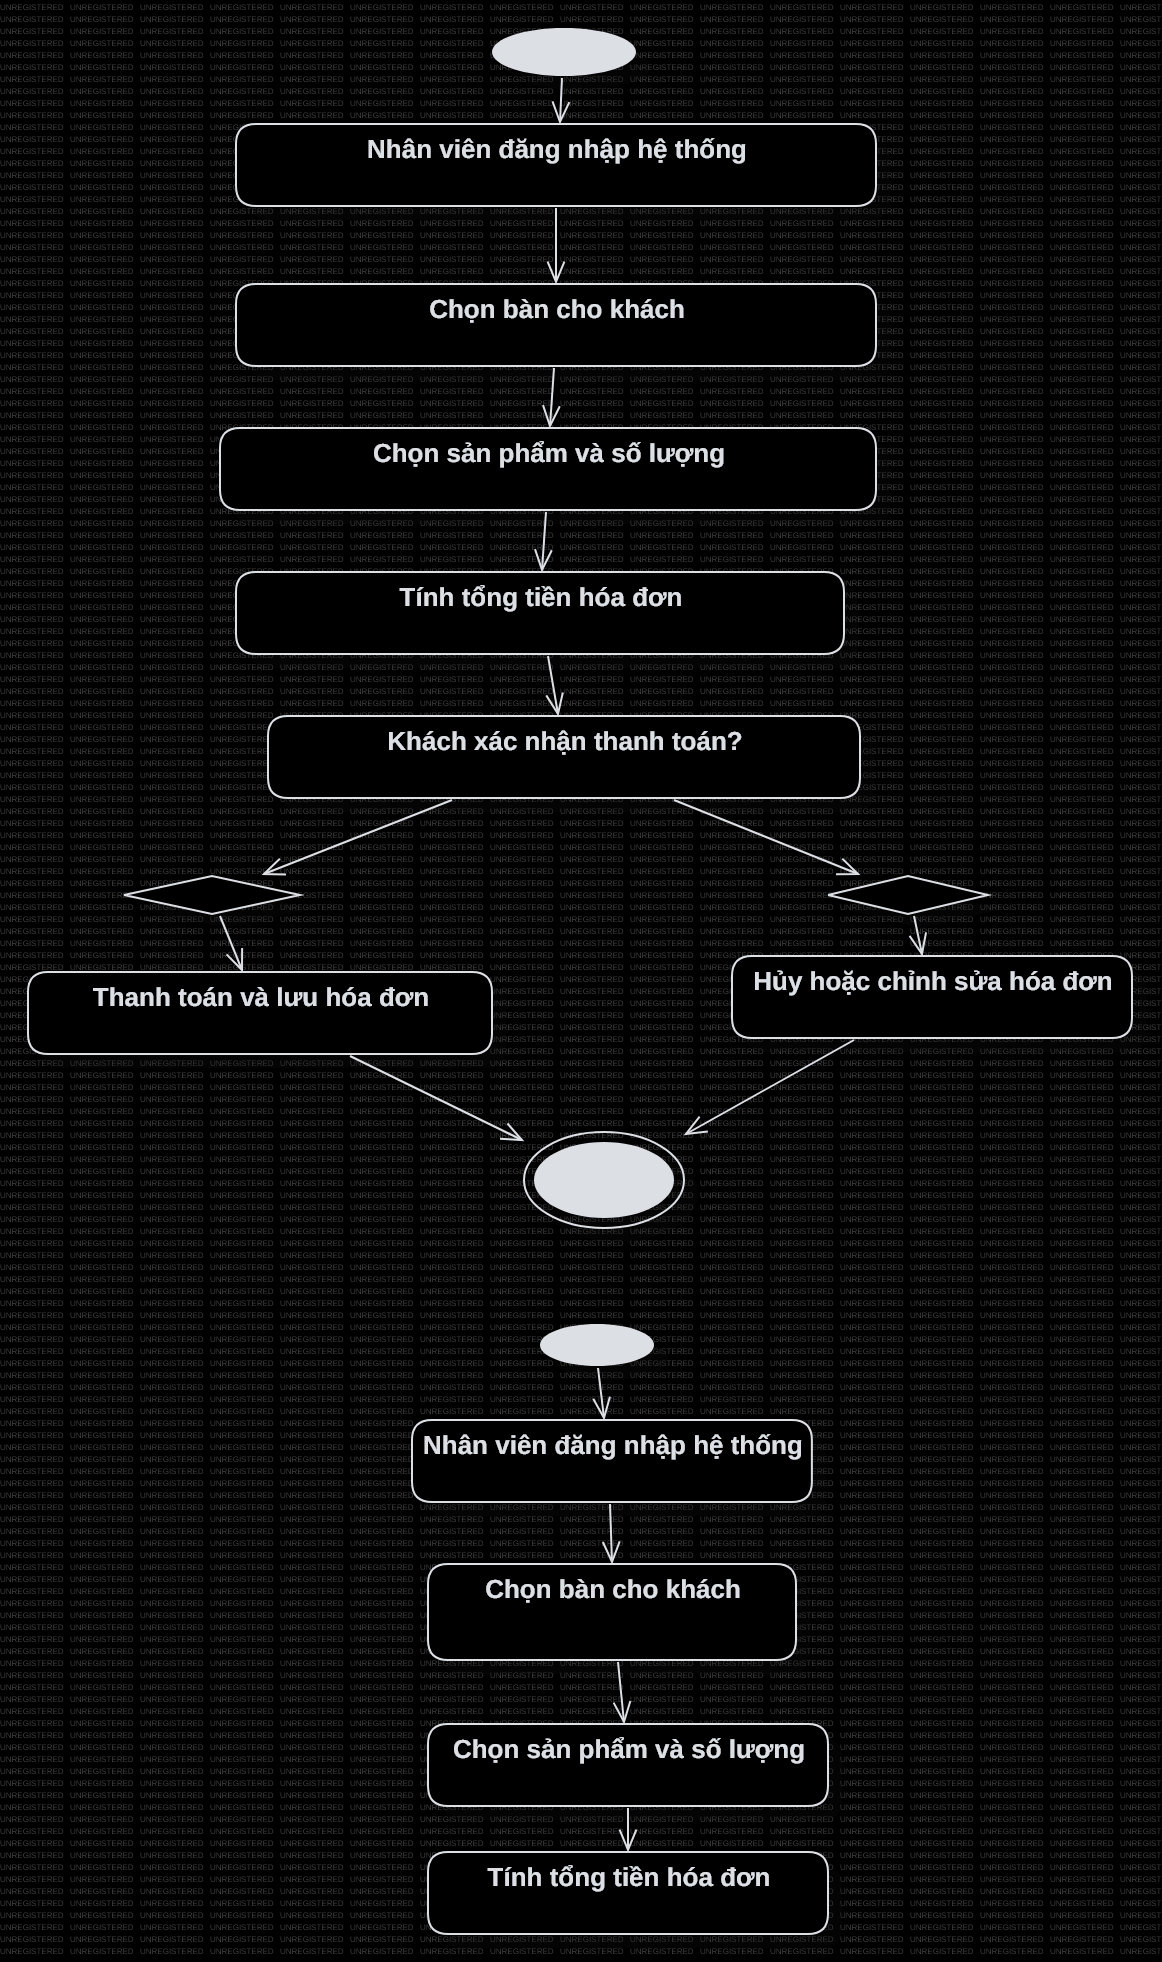 Nhân viên đăng nhập hệ thống
Chọn bàn cho khách
Chọn sản phẩm và số lượng
Tính tổng tiền hóa đơn
Khách xác nhận thanh toán?
Thanh toán và lưu hóa đơn
Hủy hoặc chỉnh sửa hóa đơn
Nhân viên đăng nhập hệ thống
Chọn bàn cho khách
Chọn sản phẩm và số lượng
Tính tổng tiền hóa đơn
UNREGISTERED